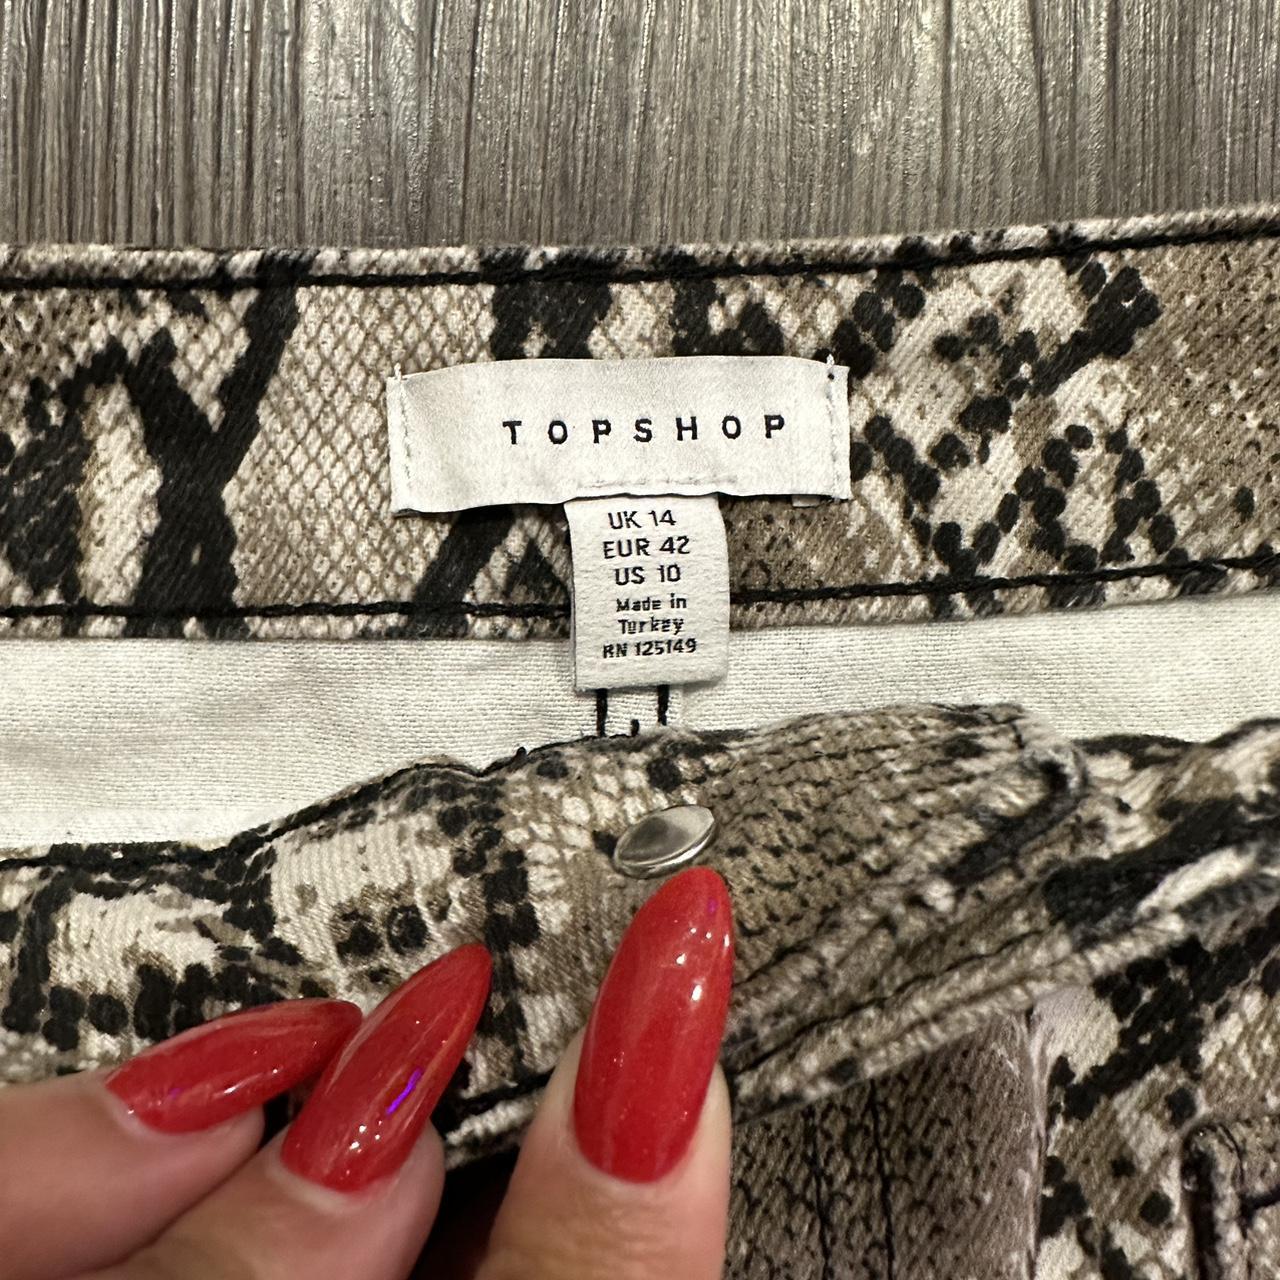 TOPSHOP
UK 14
EUR 42
US 10
Made in
Turkey
RN 125149